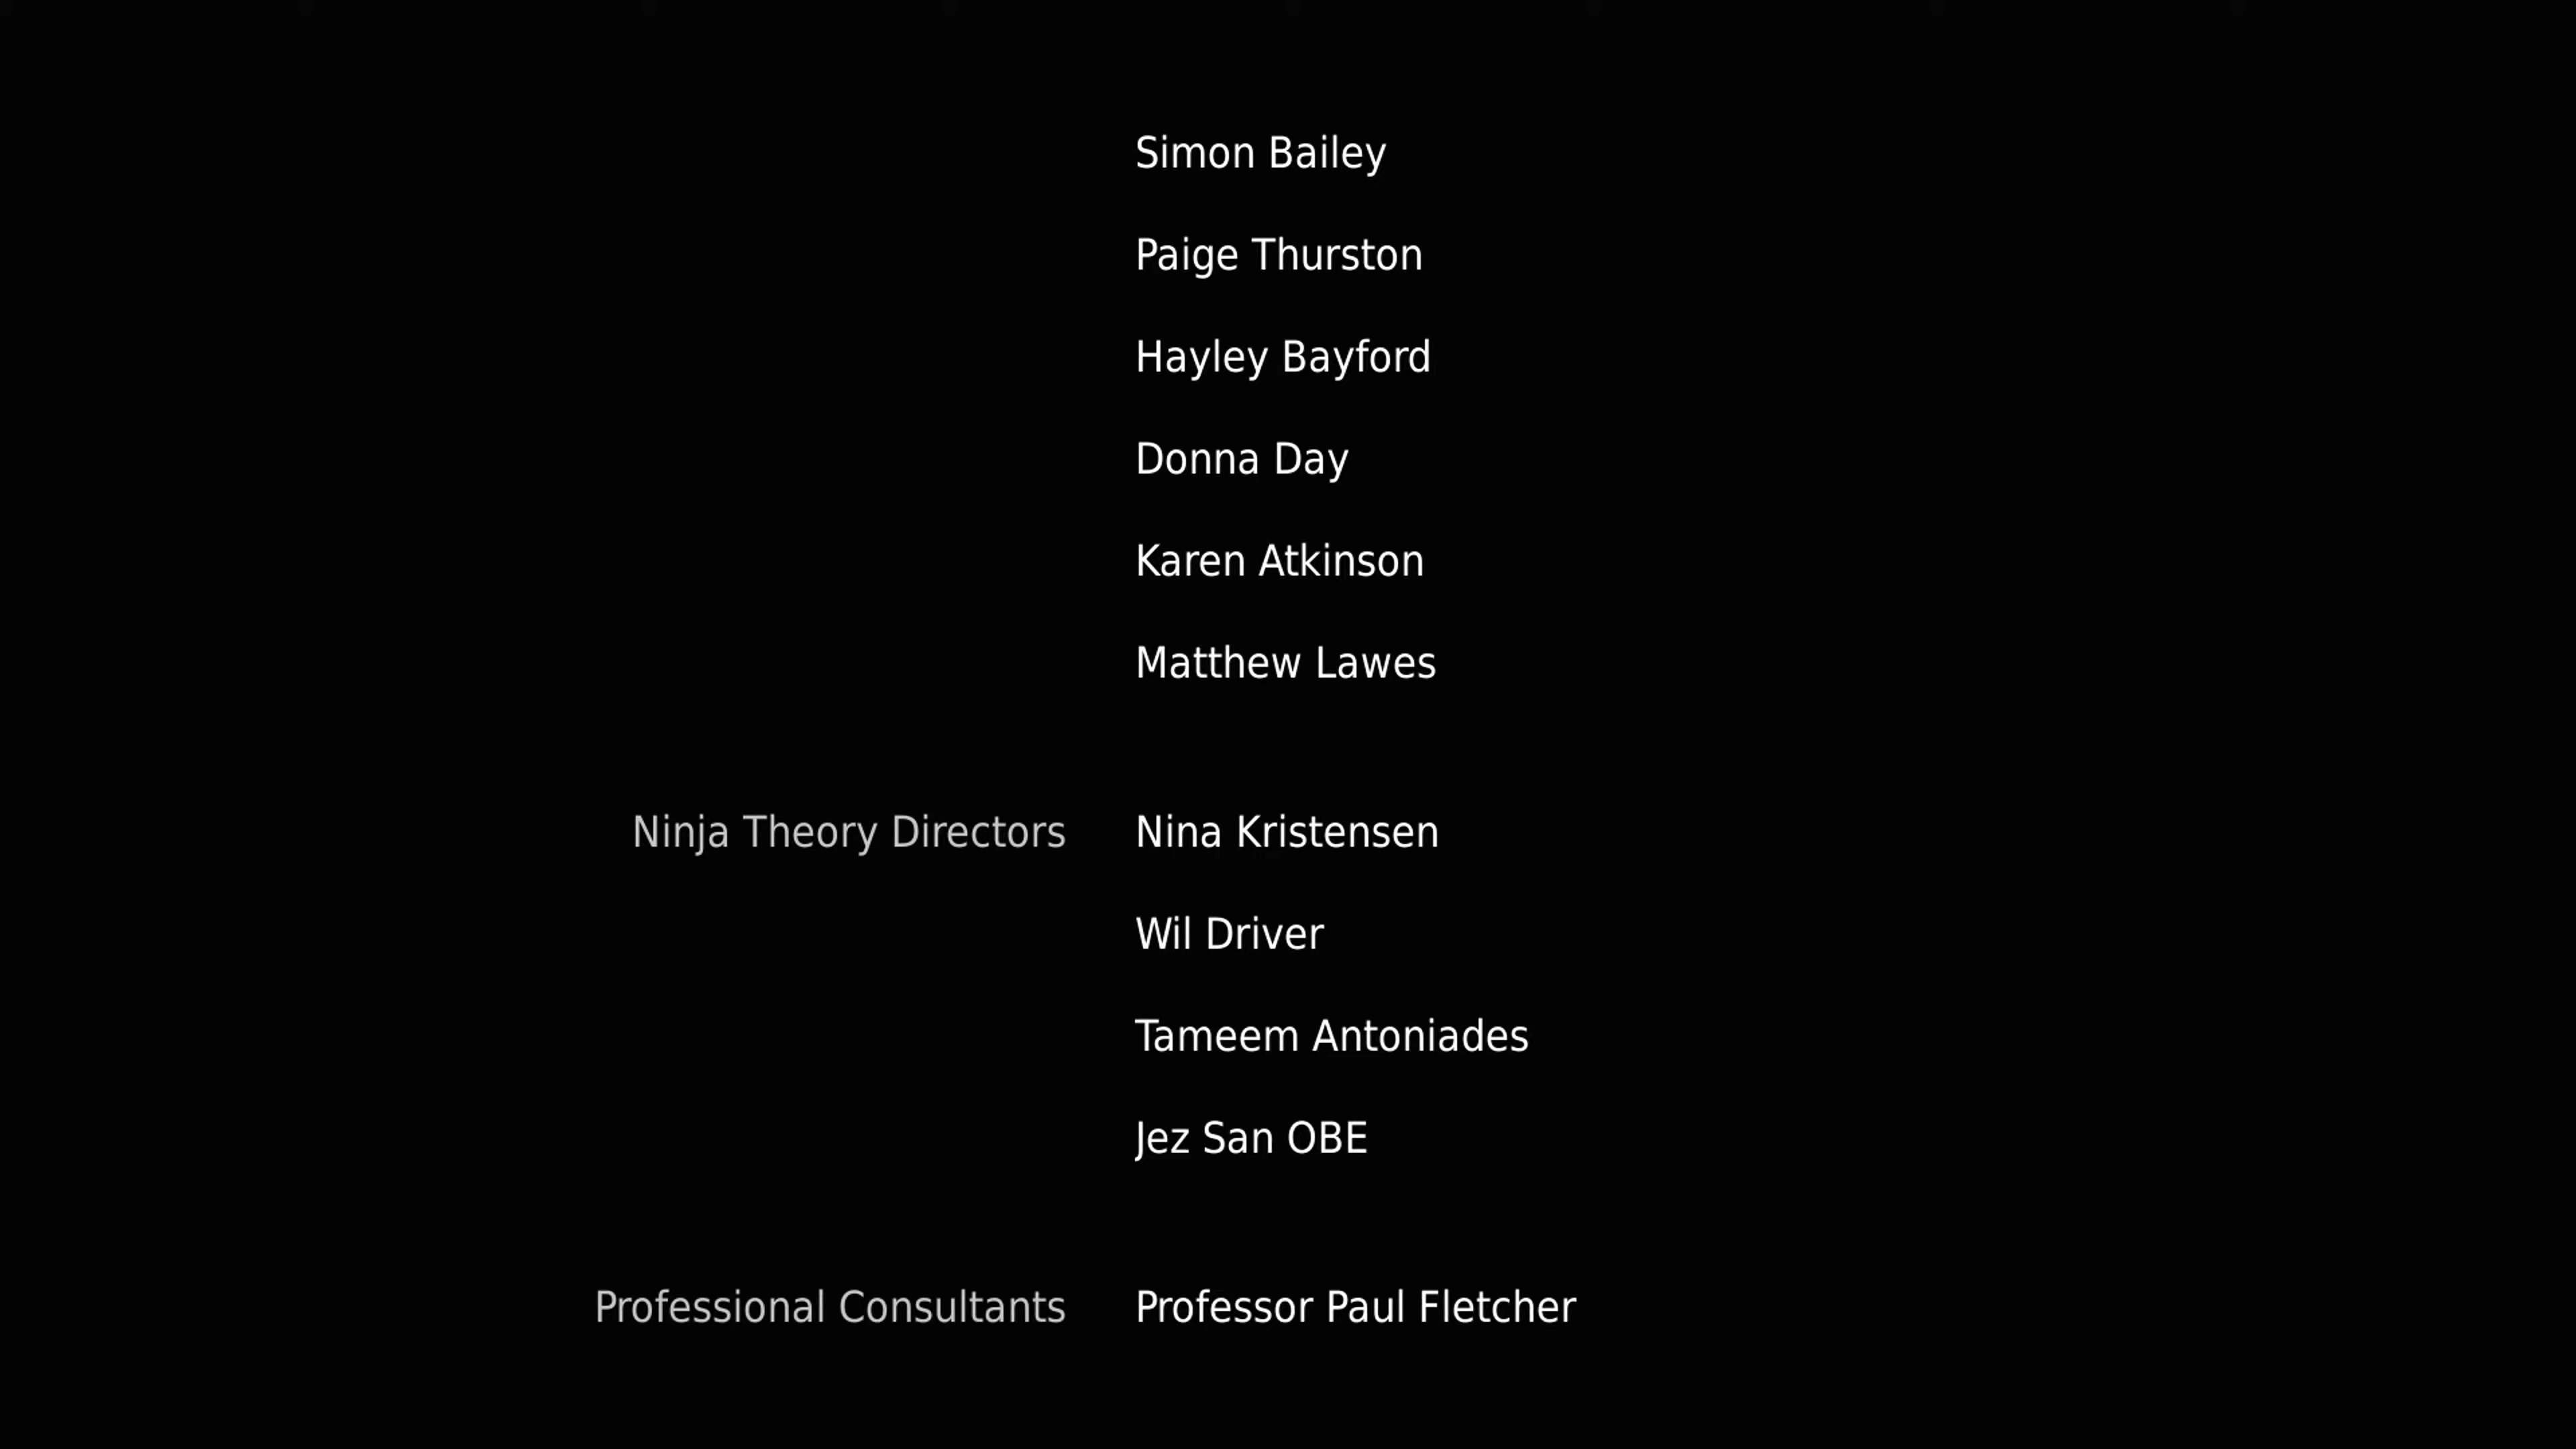 Simon Bailey
Paige Thurston
Hayley Bayford
Donna Day
Karen Atkinson
Matthew Lawes
Ninja Theory Directors Nina Kristensen
Wil Driver
Tameem Antoniades
Jez San OBE
Professional Consultants Professor Paul Fletcher